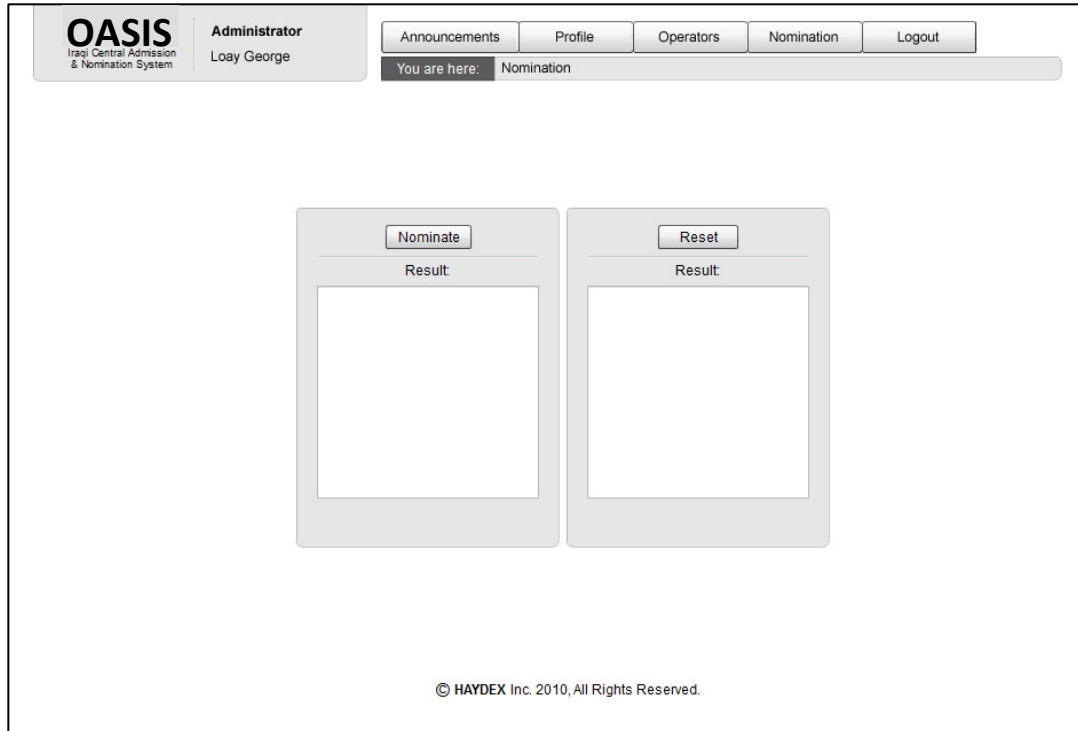 OASIS
Iraqi Central Admission
& Nomination System
Administrator
Loay George
Announcements
Profile
Operators
Nomination
Logout
You are here:
Nomination
Nominate
Result:
Reset
Result:
© HAYDEX Inc. 2010, All Rights Reserved.